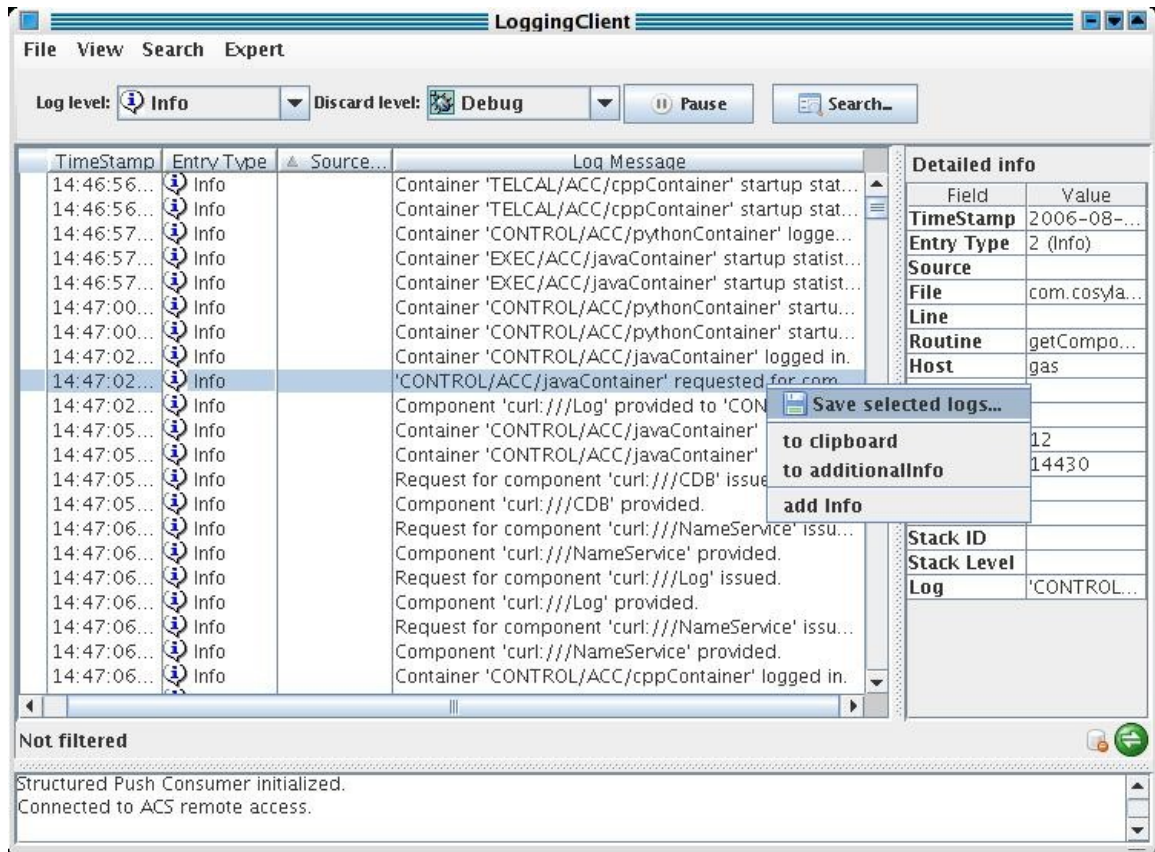 LoggingClient
File View Search Expert
Log level: Info Discard level: Debug Pause Search...
TimeStamp Entry Type Source... Log Message
14:46:56... Info Container 'TELCAL/ACC/cppContainer' startup stat...
14:46:56... Info Container 'TELCAL/ACC/cppContainer' startup stat...
14:46:57... Info Container 'CONTROL/ACC/pythonContainer' logge...
14:46:57... Info Container 'EXEC/ACC/javaContainer' startup statist...
14:46:57... Info Container 'EXEC/ACC/javaContainer' startup statist...
14:47:00... Info Container 'CONTROL/ACC/pythonContainer' startu...
14:47:00... Info Container 'CONTROL/ACC/pythonContainer' startu...
14:47:02... Info Container 'CONTROL/ACC/javaContainer' logged in.
14:47:02... Info 'CONTROL/ACC/javaContainer' requested for com...
14:47:02... Info Component 'curl:///Log' provided to 'CON
14:47:05... Info Container 'CONTROL/ACC/javaContainer'
14:47:05... Info Container 'CONTROL/ACC/javaContainer'
14:47:05... Info Request for component 'curl:///CDB' issue
14:47:05... Info Component 'curl:///CDB' provided.
14:47:06... Info Request for component 'curl:///NameService' issu...
14:47:06... Info Component 'curl:///NameService' provided.
14:47:06... Info Request for component 'curl:///Log' issued.
14:47:06... Info Component 'curl:///Log' provided.
14:47:06... Info Request for component 'curl:///NameService' issu...
14:47:06... Info Component 'curl:///NameService' provided.
14:47:06... Info Container 'CONTROL/ACC/cppContainer' logged in.
Save selected logs...
to clipboard
to additionalInfo
add Info
Detailed info
Field Value
TimeStamp 2006-08-...
Entry Type 2 (Info)
Source
File com.cosyla...
Line
Routine getCompo...
Host gas
12
14430
Stack ID
Stack Level
Log 'CONTROL...
Not filtered
Structured Push Consumer initialized.
Connected to ACS remote access.